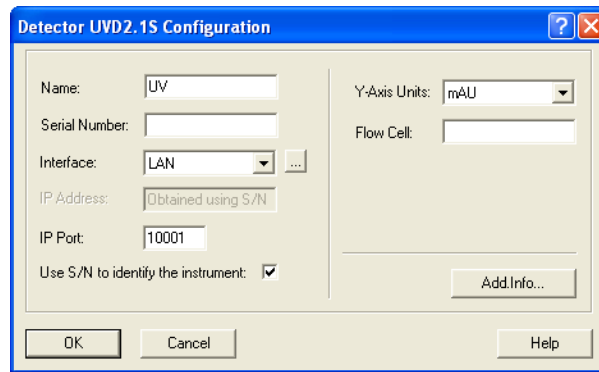 Detector UVD2.1S Configuration
Name: UV
Serial Number:
Interface: LAN ...
IP Address: Obtained using S/N
IP Port: 10001
Use S/N to identify the instrument:
Y-Axis Units: mAU
Flow Cell:
Add.Info...
OK Cancel Help